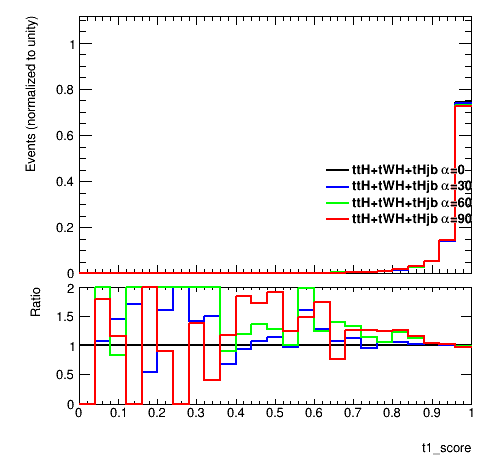 Events (normalized to unity)
1
0.8
0.6
0.4
0.2
0
ttH+tWH+tHjb α=0
ttH+tWH+tHjb α=30
ttH+tWH+tHjb α=60
ttH+tWH+tHjb α=90
Ratio
2
1.5
1
0.5
0
0 0.1 0.2 0.3 0.4 0.5 0.6 0.7 0.8 0.9 1
t1_score